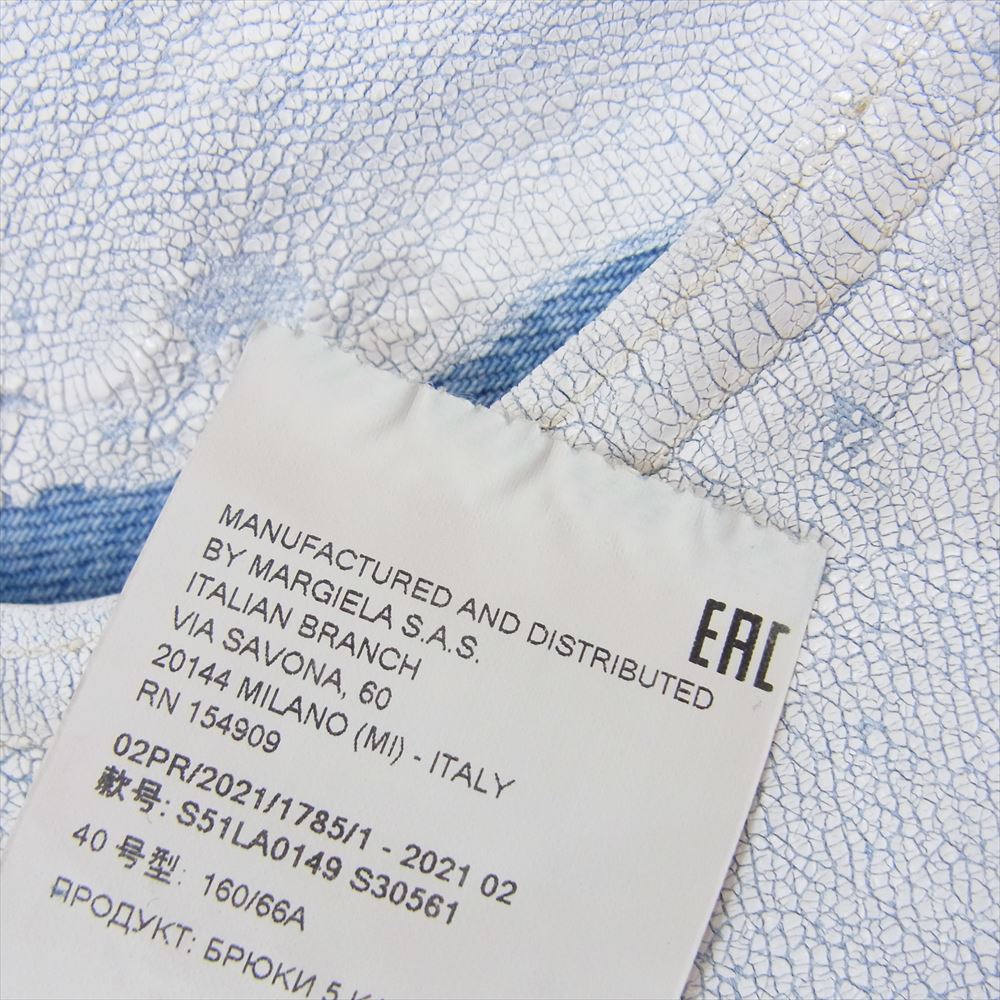 MANUFACTURED AND DISTRIBUTED
BY MARGIELA S.A.S.
ITALIAN BRANCH
VIA SAVONA, 60
20144 MILANO (MI) - ITALY
RN 154909
EAC
02PR/2021/1785/1 - 2021 02
款号: S51LA0149 S30561
40 号型: 160/66A
ПРОДУКТ: БРЮКИ 5